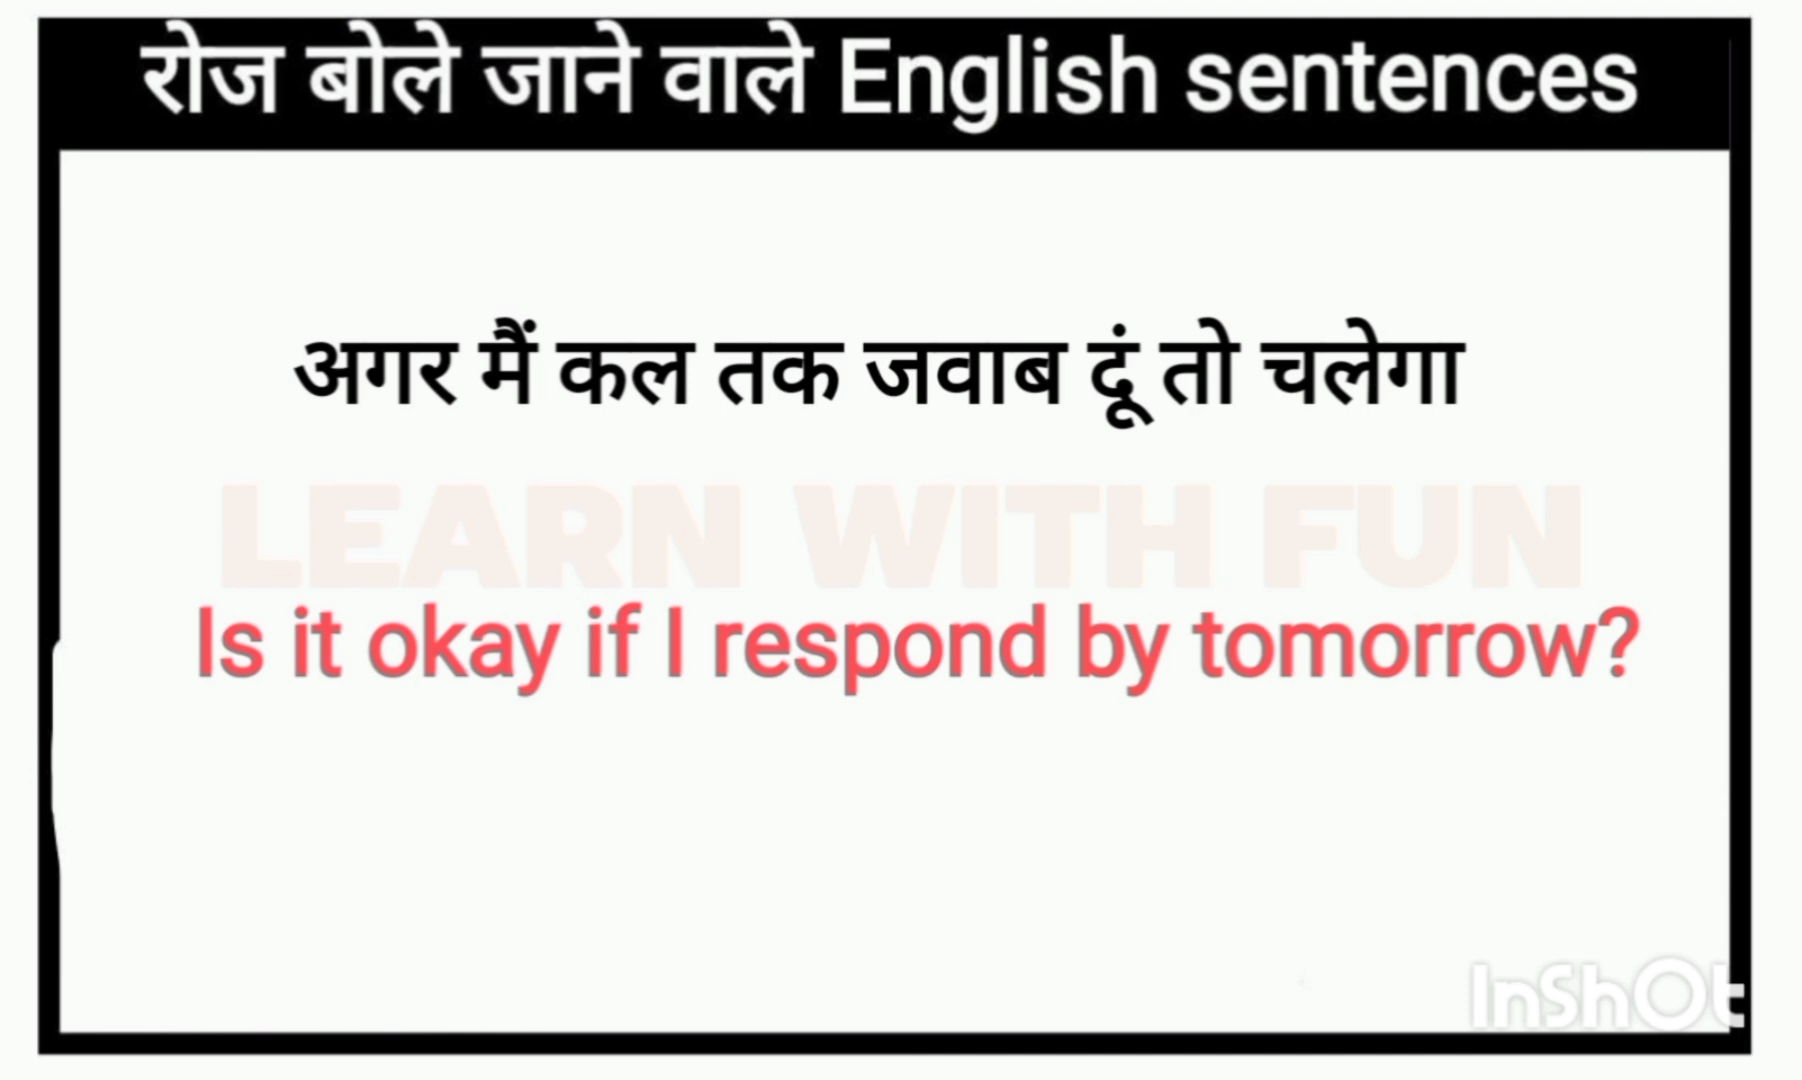 रोज बोले जाने वाले English sentences
अगर मैं कल तक जवाब दूं तो चलेगा
LEARN WITH FUN
Is it okay if I respond by tomorrow?
InShOt